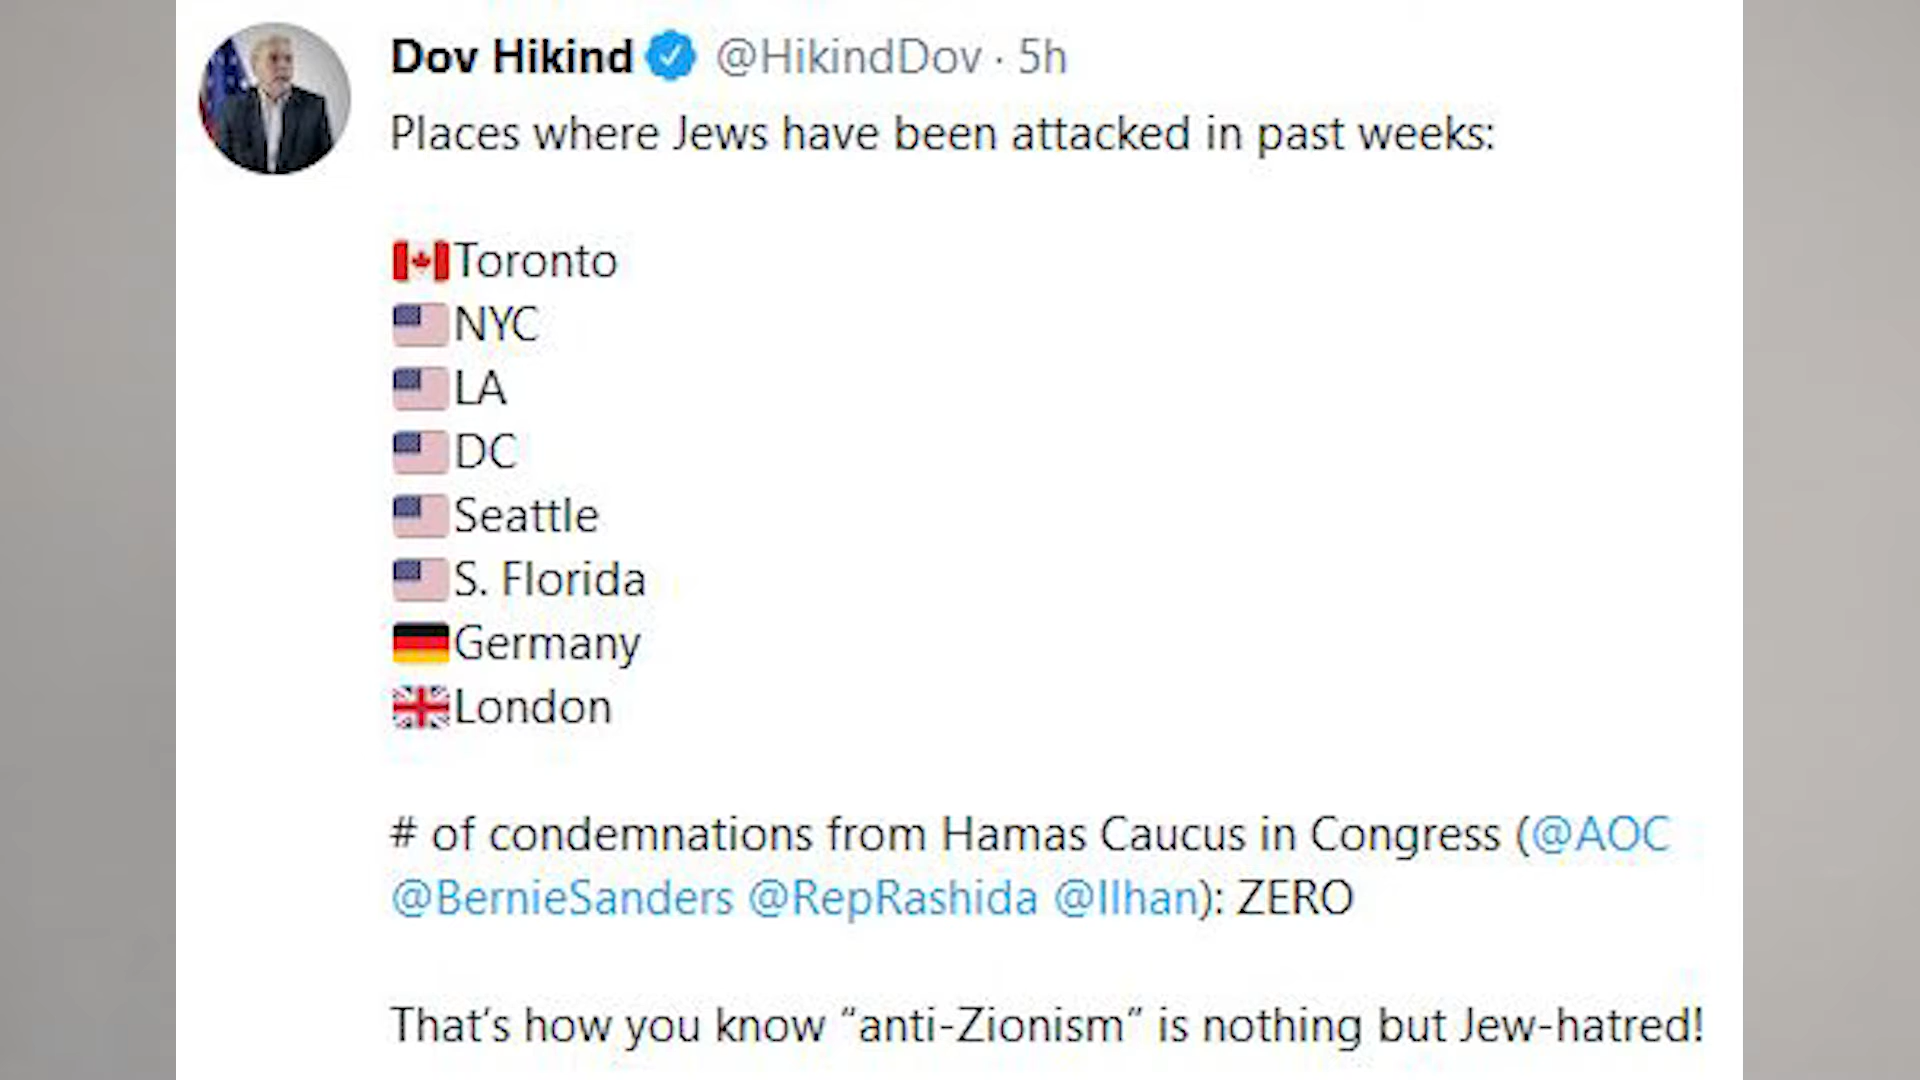 Dov Hikind @HikindDov · 5h
Places where Jews have been attacked in past weeks:
🇨🇦Toronto
🇺🇸NYC
🇺🇸LA
🇺🇸DC
🇺🇸Seattle
🇺🇸S. Florida
🇩🇪Germany
🇬🇧London
# of condemnations from Hamas Caucus in Congress (@AOC
@BernieSanders @RepRashida @Ilhan): ZERO
That's how you know “anti-Zionism” is nothing but Jew-hatred!